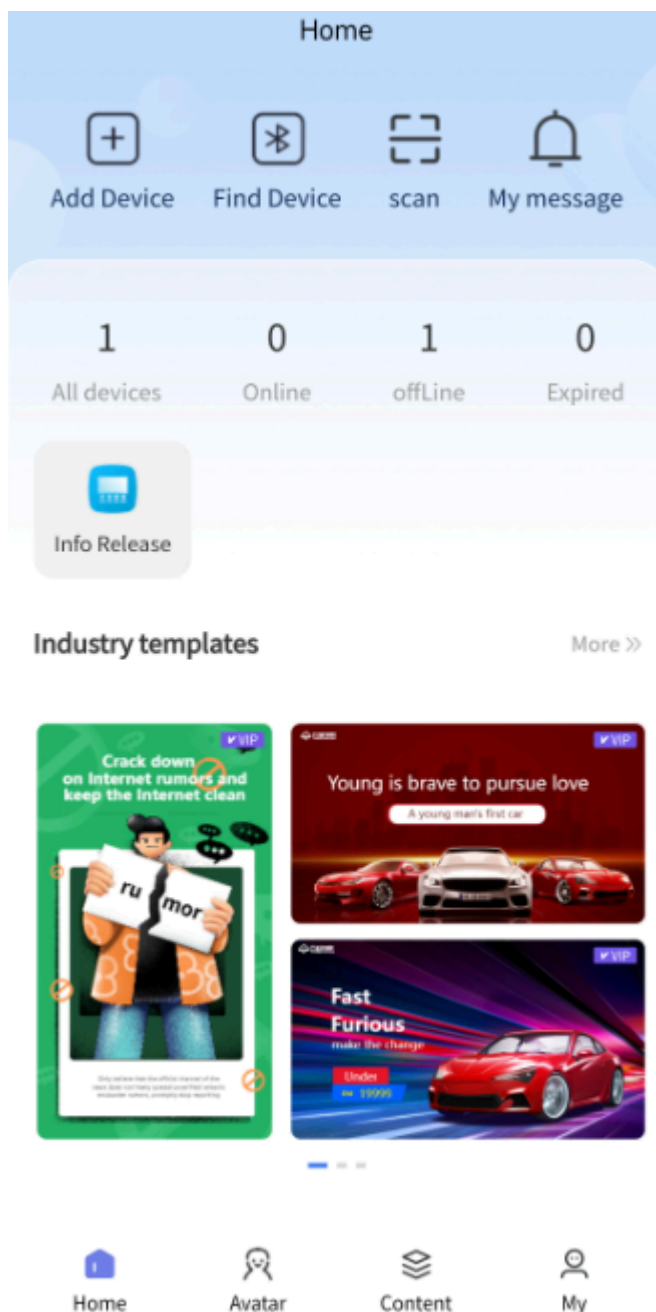 Home
Add Device
Find Device
scan
My message
1
0
1
0
All devices
Online
offLine
Expired
Info Release
Industry templates
More
VIP
Crack down
on Internet rumors and
keep the Internet clean
ru
mor
VIP
Young is brave to pursue love
A young man's first car
VIP
Fast
Furious
make the change
Under
19999
Home
Avatar
Content
My